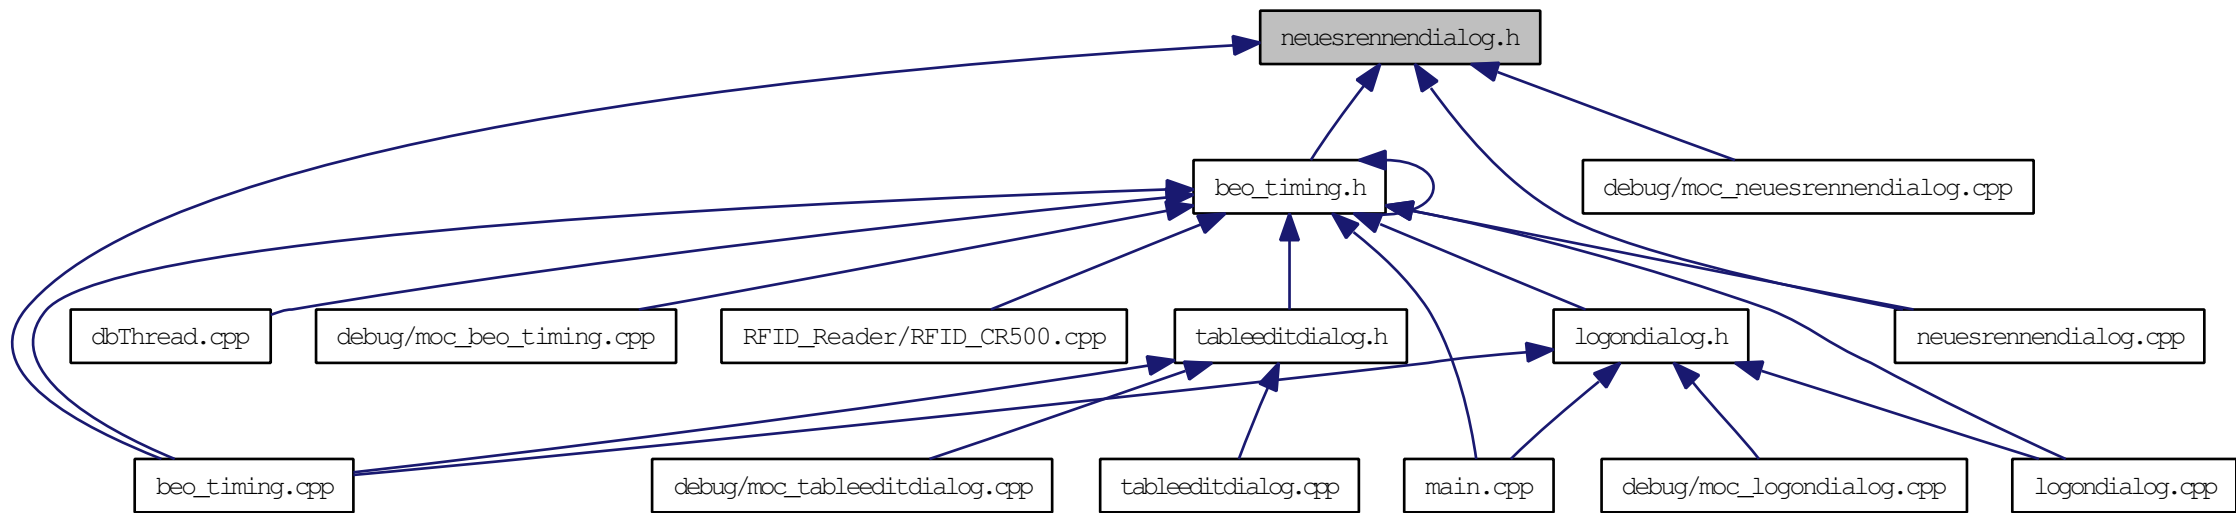 neuesrennendialog.h
beo_timing.h
debug/moc_neuesrennendialog.cpp
dbThread.cpp
debug/moc_beo_timing.cpp
RFID_Reader/RFID_CR500.cpp
tableeditdialog.h
logondialog.h
neuesrennendialog.cpp
beo_timing.cpp
debug/moc_tableeditdialog.cpp
tableeditdialog.cpp
main.cpp
debug/moc_logondialog.cpp
logondialog.cpp